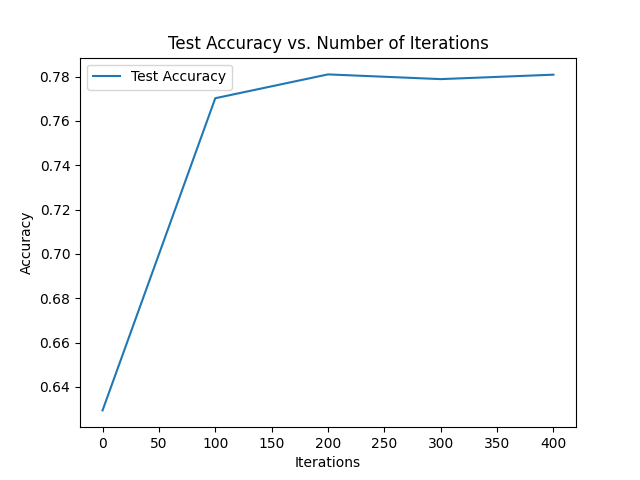 Test Accuracy vs. Number of Iterations
Test Accuracy
0.78
0.76
0.74
0.72
0.70
0.68
0.66
0.64
Accuracy
0 50 100 150 200 250 300 350 400
Iterations